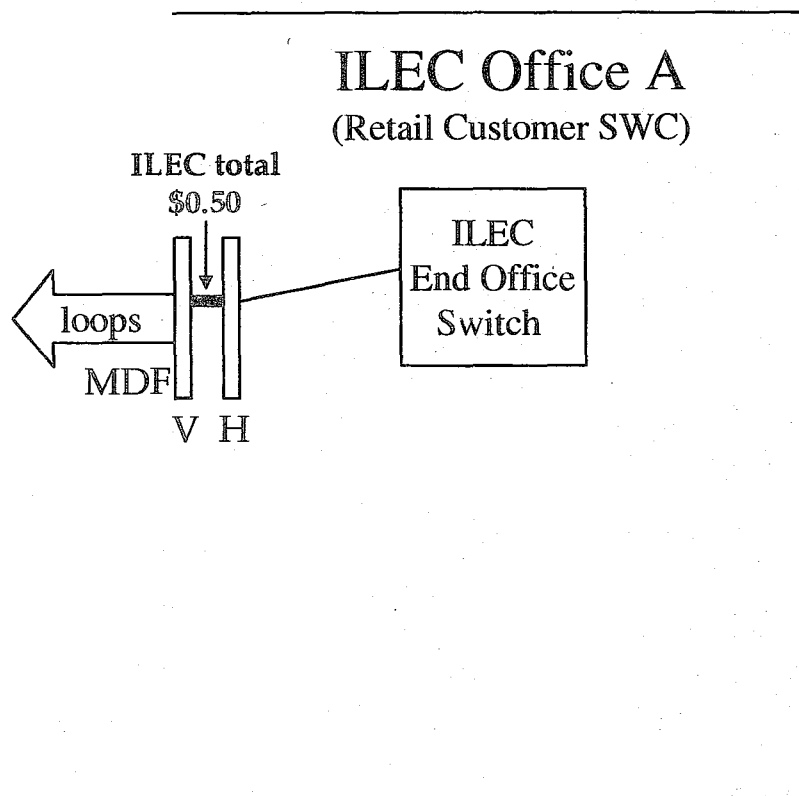 ILEC Office A
(Retail Customer SWC)
ILEC total
$0.50
ILEC
End Office
Switch
loops
MDF
V H